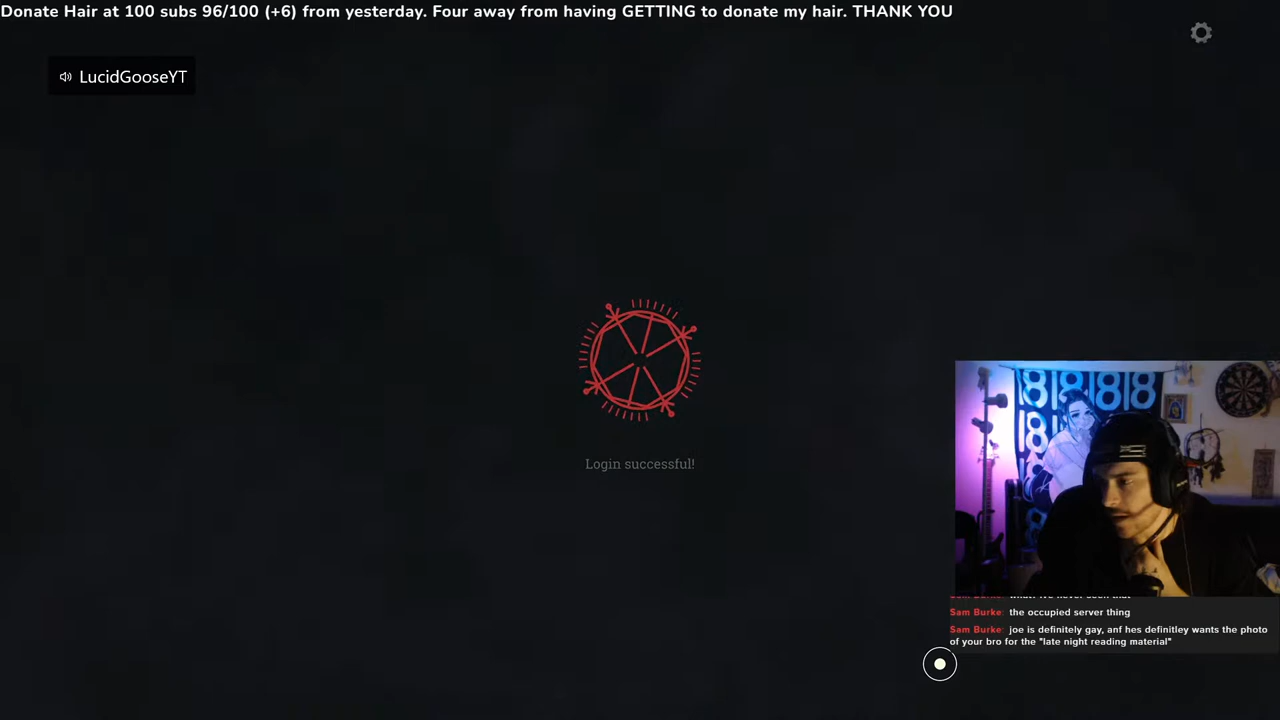 Donate Hair at 100 subs 96/100 (+6) from yesterday. Four away from having GETTING to donate my hair. THANK YOU
LucidGooseYT
Login successful!
Sam Burke: the occupied server thing
Sam Burke: joe is definitely gay, anf hes definitley wants the photo
of your bro for the "late night reading material"